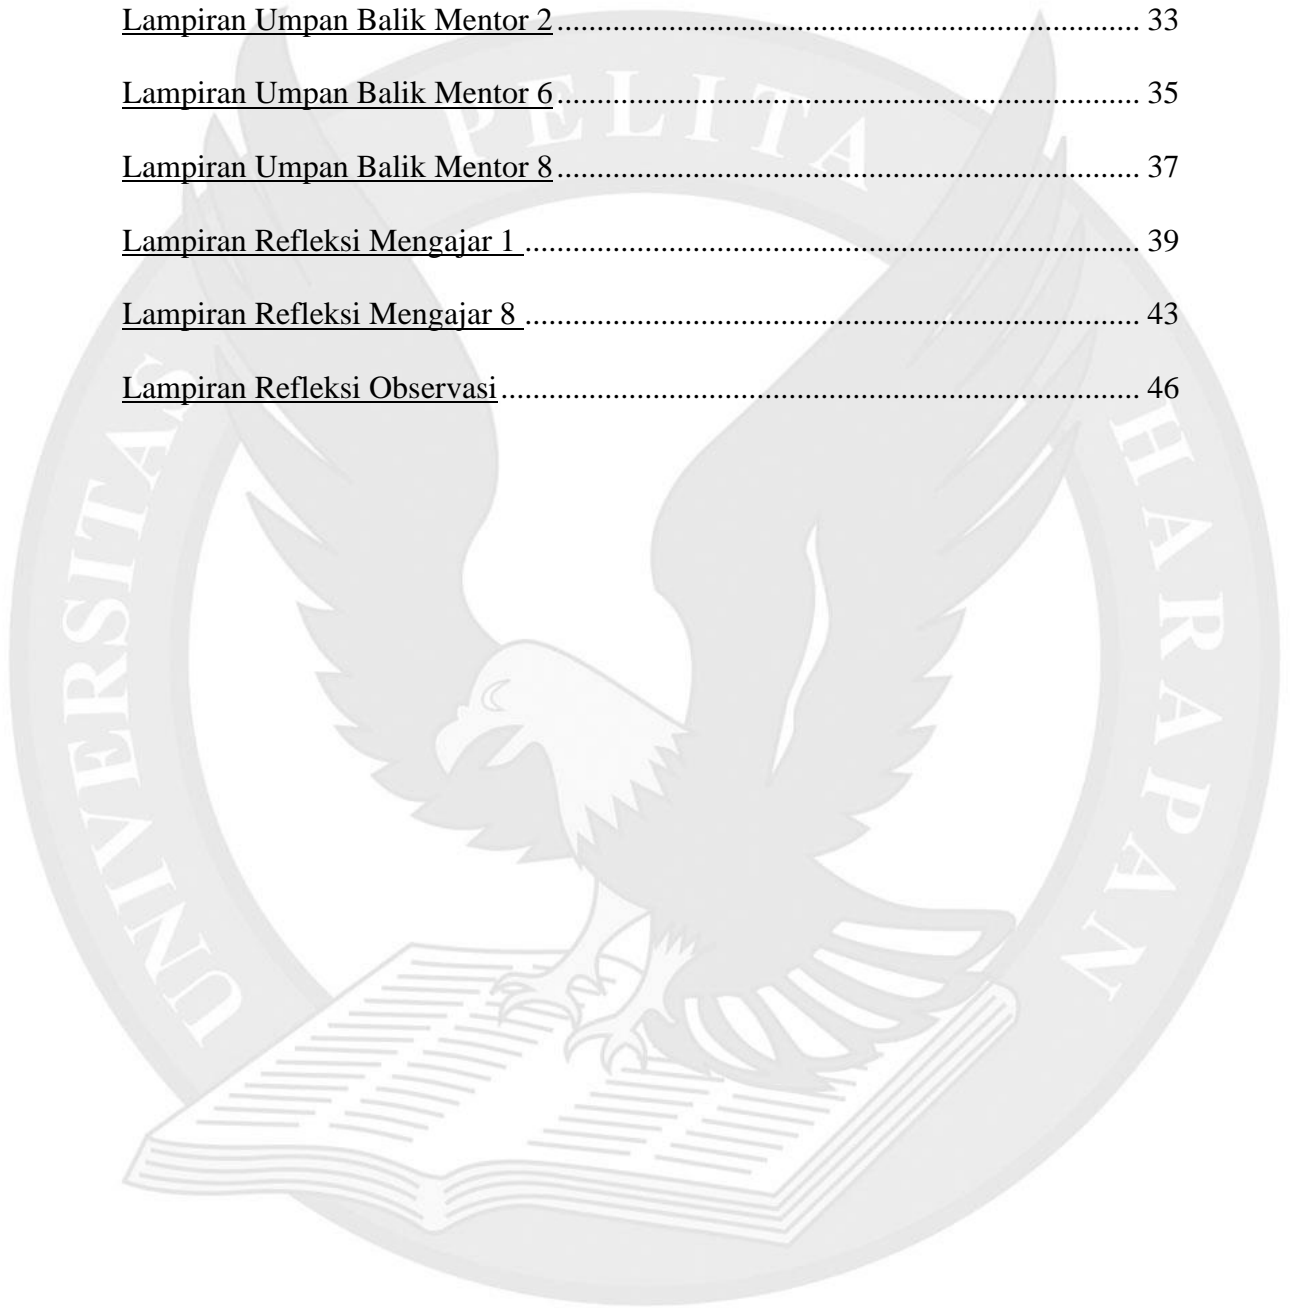 Lampiran Umpan Balik Mentor 2 ........................................................................ 33
Lampiran Umpan Balik Mentor 6 ........................................................................ 35
Lampiran Umpan Balik Mentor 8 ........................................................................ 37
Lampiran Refleksi Mengajar 1 ............................................................................ 39
Lampiran Refleksi Mengajar 8 ............................................................................ 43
Lampiran Refleksi Observasi ............................................................................... 46
UNIVERSITAS PELITA HARAPAN